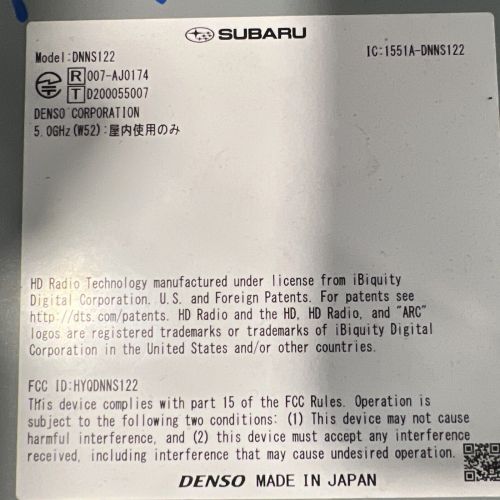 SUBARU
Model:DNNS122
IC:1551A-DNNS122
R 007-AJ0174
T D200055007
DENSO CORPORATION
5.0GHz(W52):屋内使用のみ
HD Radio Technology manufactured under license from iBiquity
Digital Corporation. U.S. and Foreign Patents. For patents see
http://dts.com/patents. HD Radio and the HD, HD Radio, and "ARC"
logos are registered trademarks or trademarks of iBiquity Digital
Corporation in the United States and/or other countries.
FCC ID:HYQDNNS122
This device complies with part 15 of the FCC Rules. Operation is
subject to the following two conditions: (1) This device may not cause
harmful interference, and (2) this device must accept any interference
received, including interference that may cause undesired operation.
DENSO MADE IN JAPAN